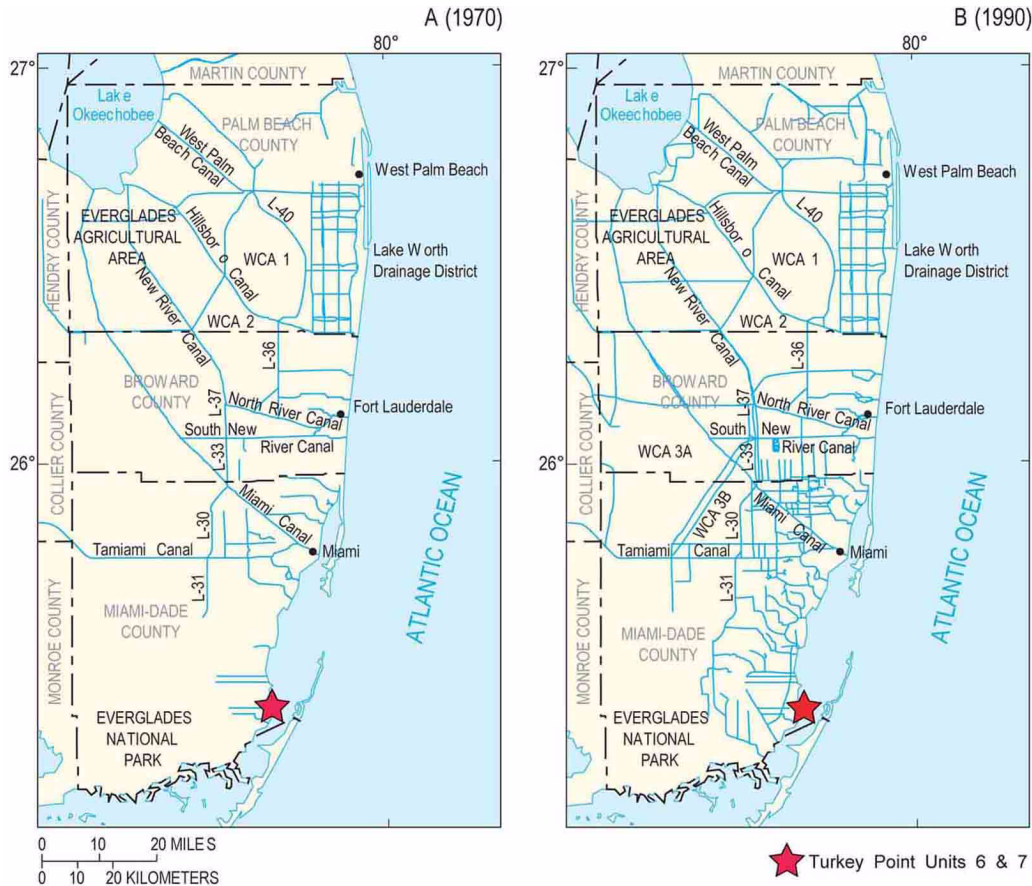 A (1970)
80°
27°
MARTIN COUNTY
Lake
Okeechobee
PALM BEACH
COUNTY
West Palm
Beach Canal
West Palm Beach
HENDRY COUNTY
EVERGLADES
AGRICULTURAL
AREA
Hillsbor o Canal
L-40
WCA 1
Lake Worth
Drainage District
New River Canal
WCA 2
L-36
BROWARD
COUNTY
L-37
North River Canal
Fort Lauderdale
South New
River Canal
L-33
26°
COLLIER COUNTY
Miami Canal
L-30
Tamiami Canal
Miami
L-31
ATLANTIC OCEAN
MIAMI-DADE
COUNTY
MONROE COUNTY
EVERGLADES
NATIONAL
PARK
0 10 20 MILES
0 10 20 KILOMETERS
B (1990)
80°
27°
MARTIN COUNTY
Lake
Okeechobee
PALM BEACH
COUNTY
West Palm
Beach Canal
West Palm Beach
HENDRY COUNTY
EVERGLADES
AGRICULTURAL
AREA
Hillsbor o Canal
L-40
WCA 1
Lake Worth
Drainage District
New River Canal
WCA 2
L-36
BROWARD
COUNTY
L-37
North River Canal
Fort Lauderdale
South New
River Canal
L-33
WCA 3A
26°
COLLIER COUNTY
WCA 3B
Miami Canal
L-30
Tamiami Canal
Miami
L-31
ATLANTIC OCEAN
MIAMI-DADE
COUNTY
MONROE COUNTY
EVERGLADES
NATIONAL
PARK
Turkey Point Units 6 & 7